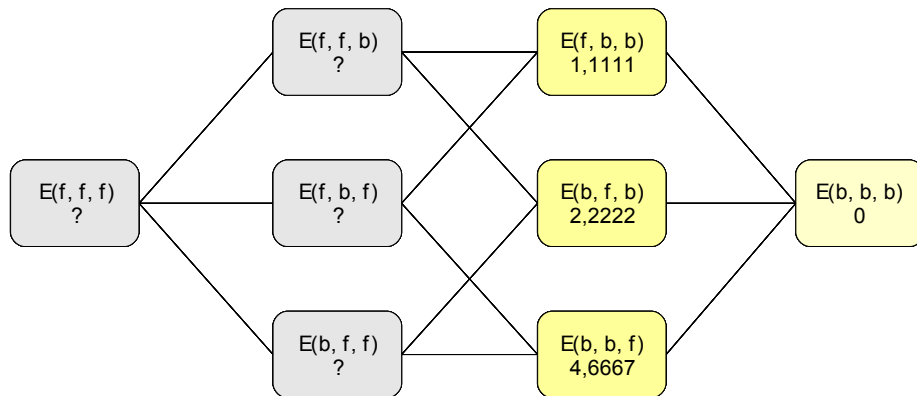 E(f, f, b)
?
E(f, b, b)
1,1111
E(f, f, f)
?
E(f, b, f)
?
E(b, f, b)
2,2222
E(b, b, b)
0
E(b, f, f)
?
E(b, b, f)
4,6667